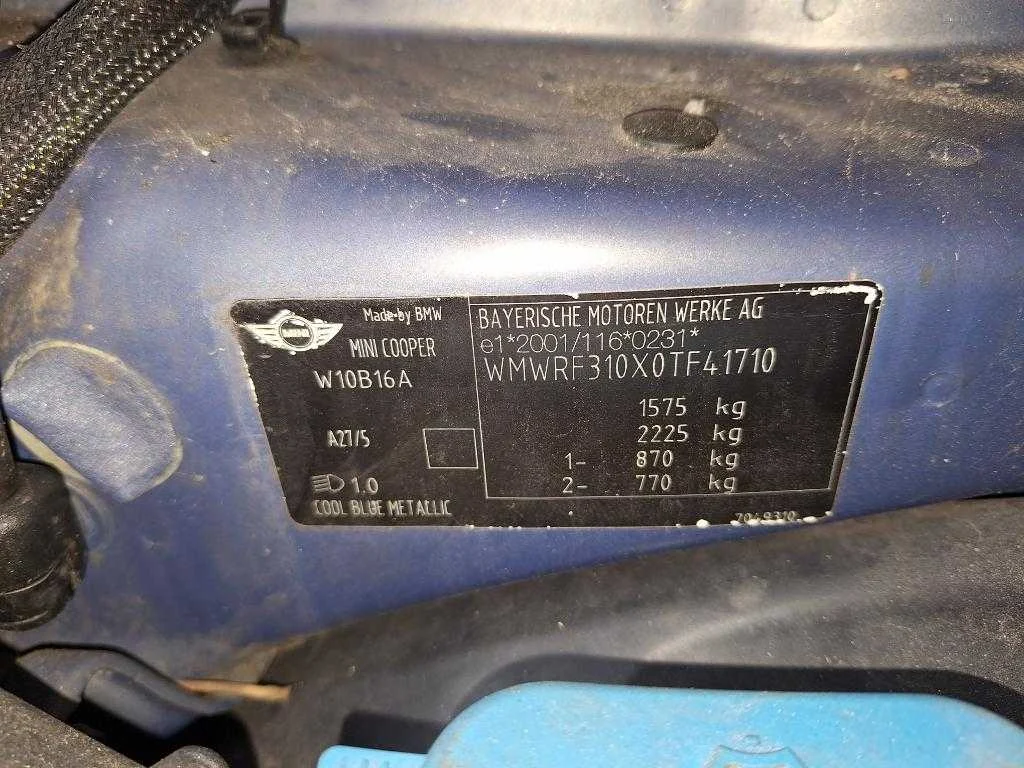 MINI
Made by BMW
MINI COOPER
W10B16A
A27/5
1.0
COOL BLUE METALLIC
BAYERISCHE MOTOREN WERKE AG
e1*2001/116*0231*
WMWRF310X0TF41710
1575 kg
2225 kg
1- 870 kg
2- 770 kg
7049310